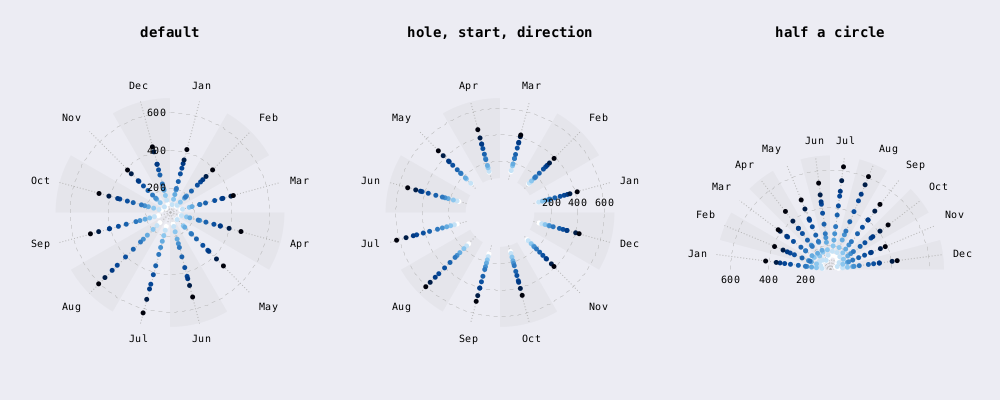 default
Dec Jan
Nov Feb
600
400
200
Oct Mar
Sep Apr
Aug May
Jul Jun
hole, start, direction
Apr Mar
May Feb
Jun Jan
200 400 600
Jul Dec
Aug Nov
Sep Oct
half a circle
Jun Jul
May Aug
Apr Sep
Mar Oct
Feb Nov
Jan Dec
600 400 200